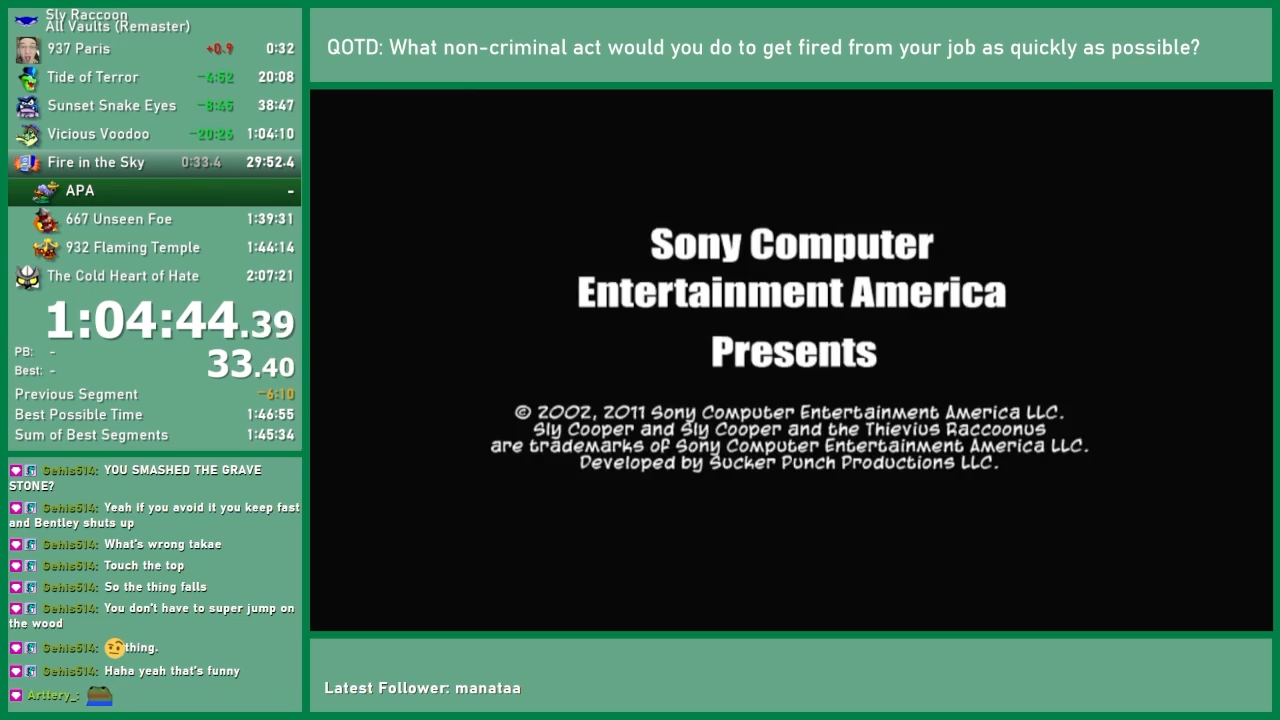 Sly Raccoon
All Vaults (Remaster)
937 Paris +0.9 0:32
Tide of Terror -4:52 20:08
Sunset Snake Eyes -8:45 38:47
Vicious Voodoo -20:26 1:04:10
Fire in the Sky 0:33.4 29:52.4
APA -
667 Unseen Foe 1:39:31
932 Flaming Temple 1:44:14
The Cold Heart of Hate 2:07:21
1:04:44.39
PB: -
Best: -
33.40
Previous Segment -6:10
Best Possible Time 1:46:55
Sum of Best Segments 1:45:34
Gehis514: YOU SMASHED THE GRAVE
STONE?
Gehis514: Yeah if you avoid it you keep fast
and Bentley shuts up
Gehis514: What's wrong takae
Gehis514: Touch the top
Gehis514: So the thing falls
Gehis514: You don't have to super jump on
the wood
Gehis514: thing.
Gehis514: Haha yeah that's funny
Arttery_:
QOTD: What non-criminal act would you do to get fired from your job as quickly as possible?
Sony Computer
Entertainment America
Presents
© 2002, 2011 Sony Computer Entertainment America LLC.
Sly Cooper and Sly Cooper and the Thievius Raccoonus
are trademarks of Sony Computer Entertainment America LLC.
Developed by Sucker Punch Productions LLC.
Latest Follower: manataa